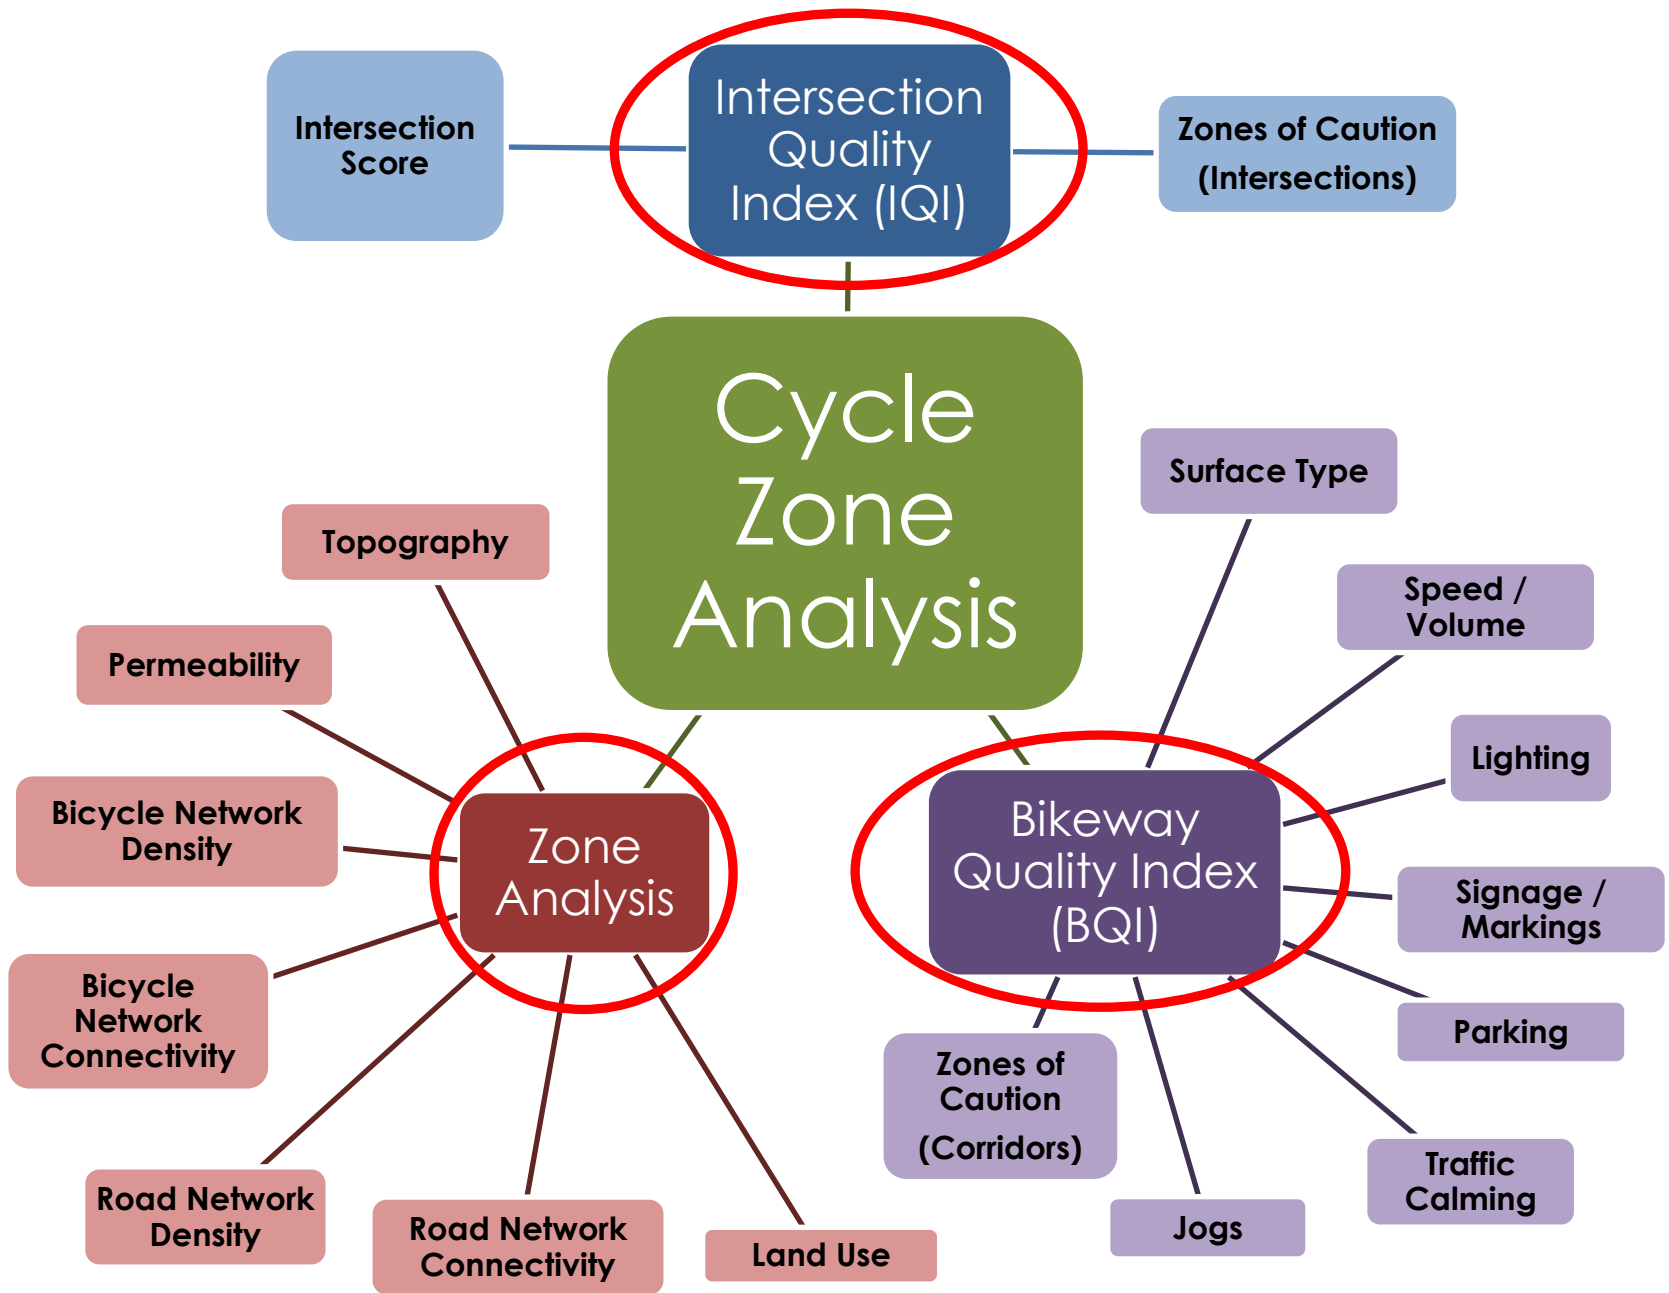 Intersection
Score
Intersection
Quality
Index (IQI)
Zones of Caution
(Intersections)
Cycle
Zone
Analysis
Topography
Permeability
Bicycle Network
Density
Bicycle
Network
Connectivity
Road Network
Density
Road Network
Connectivity
Land Use
Zone
Analysis
Surface Type
Speed /
Volume
Lighting
Signage /
Markings
Parking
Traffic
Calming
Jogs
Zones of
Caution
(Corridors)
Bikeway
Quality Index
(BQI)